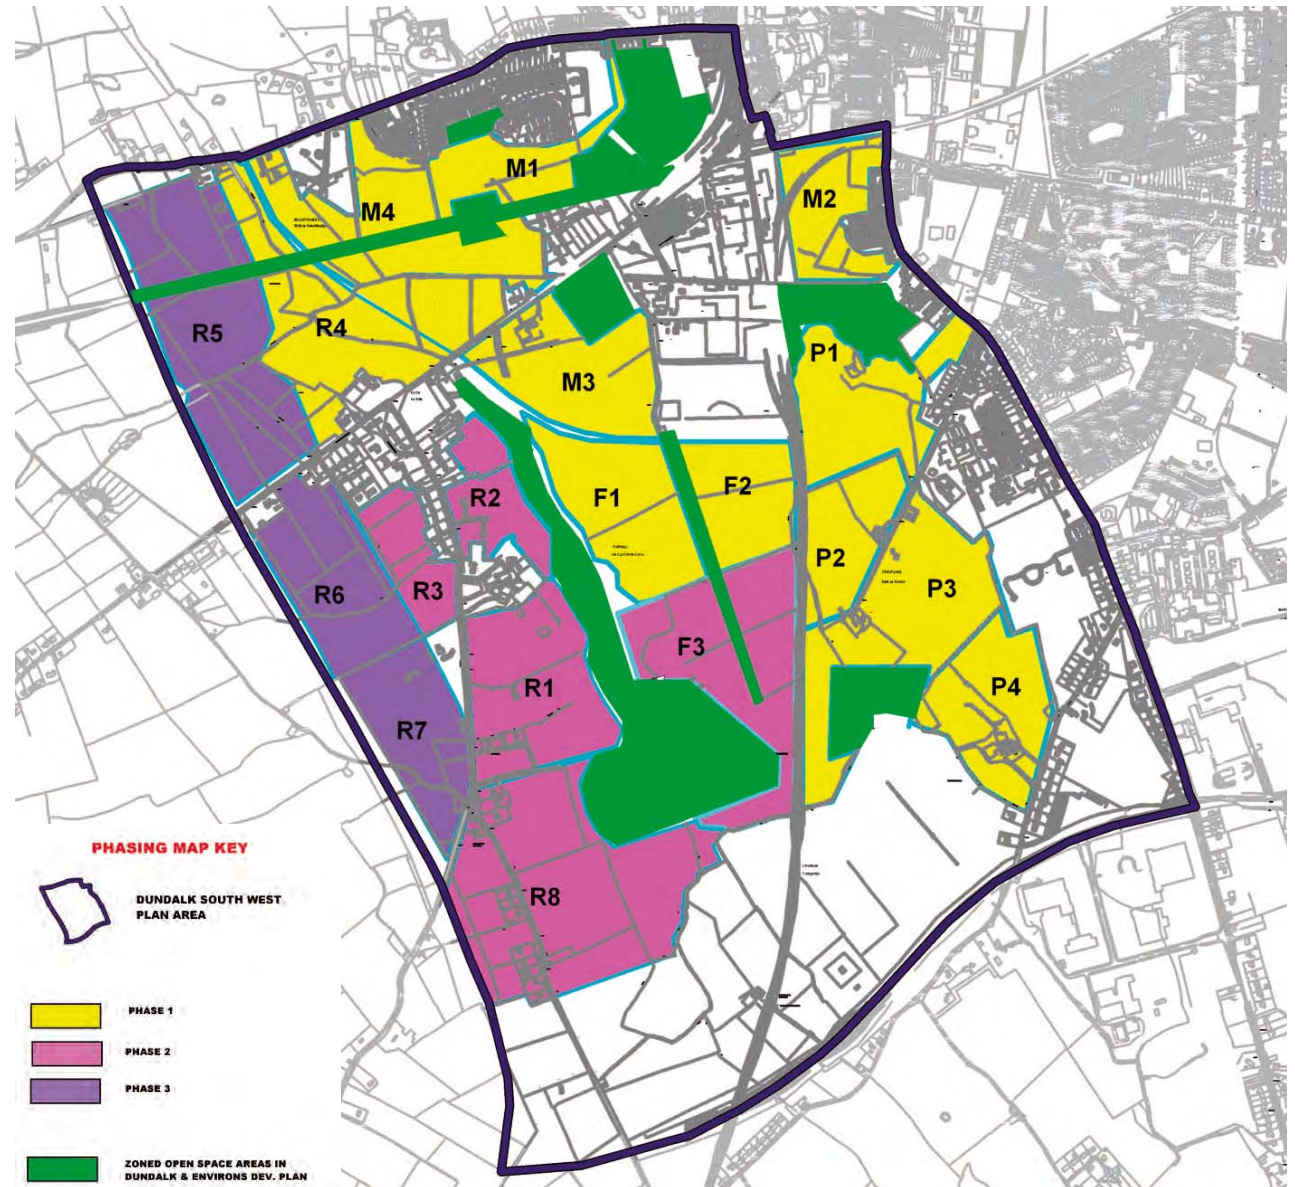 M1
M2
M4
R5
R4
P1
M3
F1
F2
R2
P2
P3
R6
R3
F3
R1
P4
R7
R8
PHASING MAP KEY
DUNDALK SOUTH WEST
PLAN AREA
PHASE 1
PHASE 2
PHASE 3
ZONED OPEN SPACE AREAS IN
DUNDALK & ENVIRONS DEV. PLAN